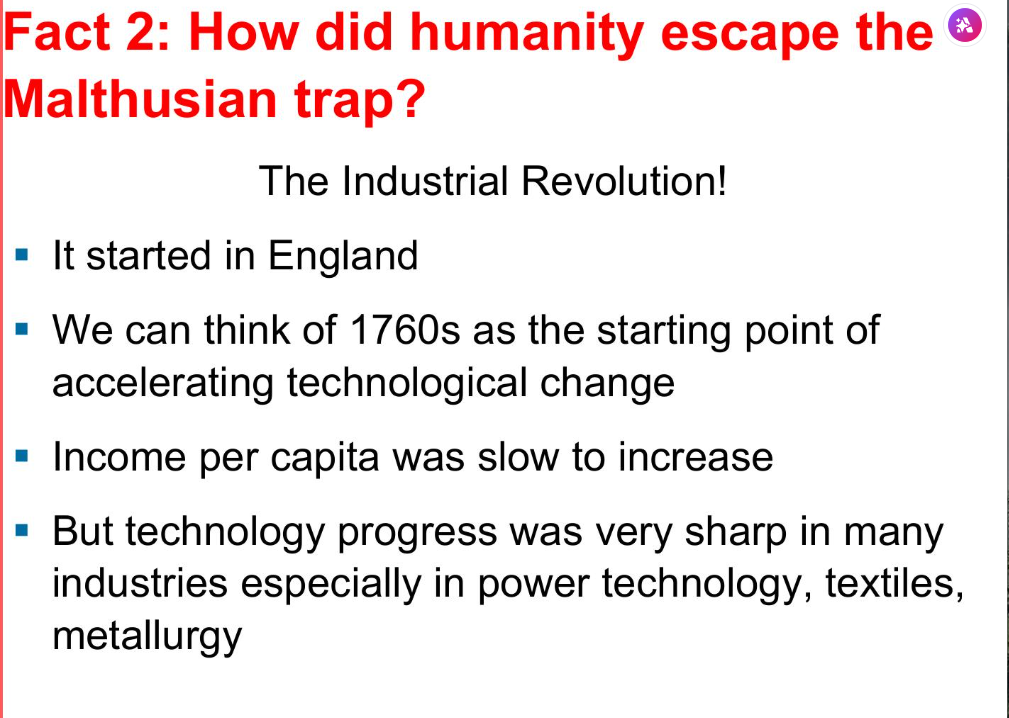 Fact 2: How did humanity escape the
Malthusian trap?
The Industrial Revolution!
▪ It started in England
▪ We can think of 1760s as the starting point of
accelerating technological change
▪ Income per capita was slow to increase
▪ But technology progress was very sharp in many
industries especially in power technology, textiles,
metallurgy